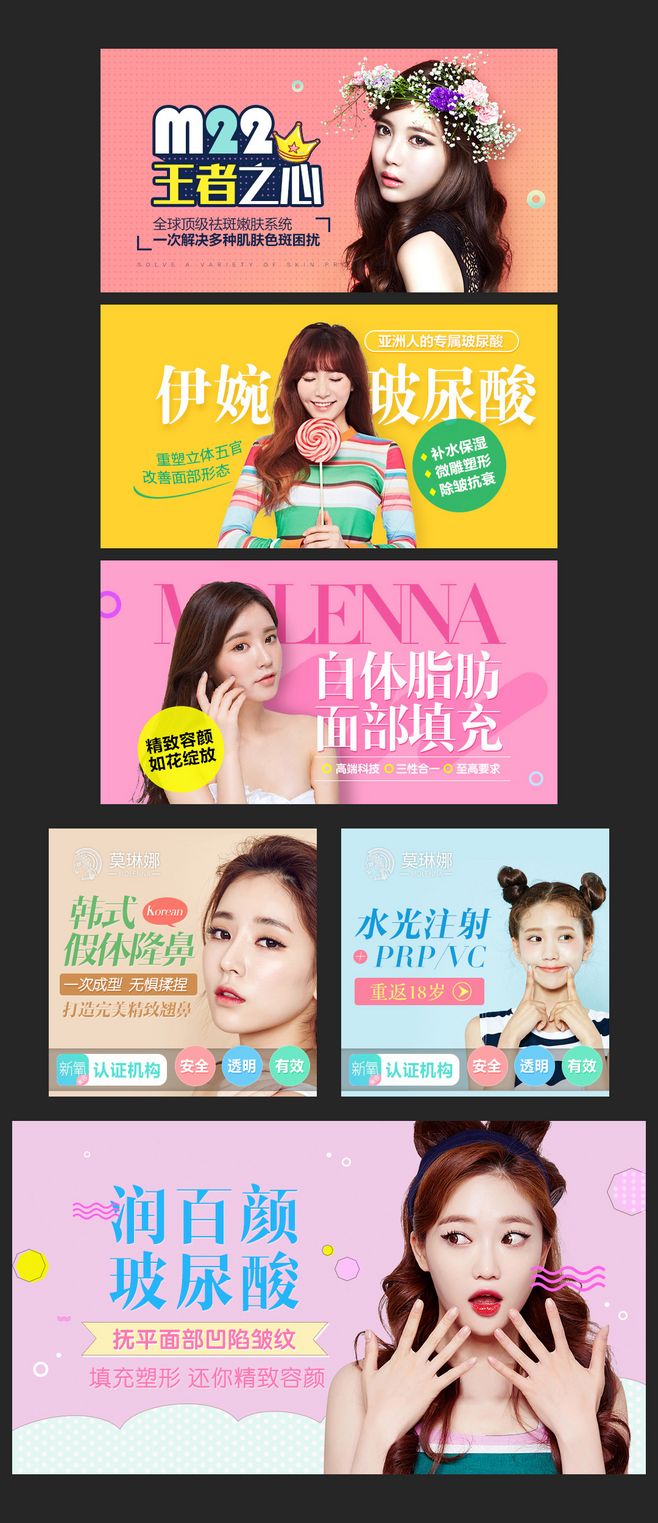 M22
王者之心
全球顶级祛斑嫩肤系统
一次解决多种肌肤色斑困扰
SOLVE A VARIETY OF SKIN PR
亚洲人的专属玻尿酸
伊婉 玻尿酸
重塑立体五官
改善面部形态
补水保湿
微雕塑形
除皱抗衰
M LENNA
自体脂肪
面部填充
精致容颜
如花绽放
高端科技 三性合一 至高要求
莫琳娜
韩式 Korean
假体隆鼻
一次成型 无惧揉捏
打造完美精致翘鼻
新氧 认证机构 安全 透明 有效
莫琳娜
水光注射
+ PRP/VC
重返18岁
新氧 认证机构 安全 透明 有效
润百颜
玻尿酸
抚平面部凹陷皱纹
填充塑形 还你精致容颜